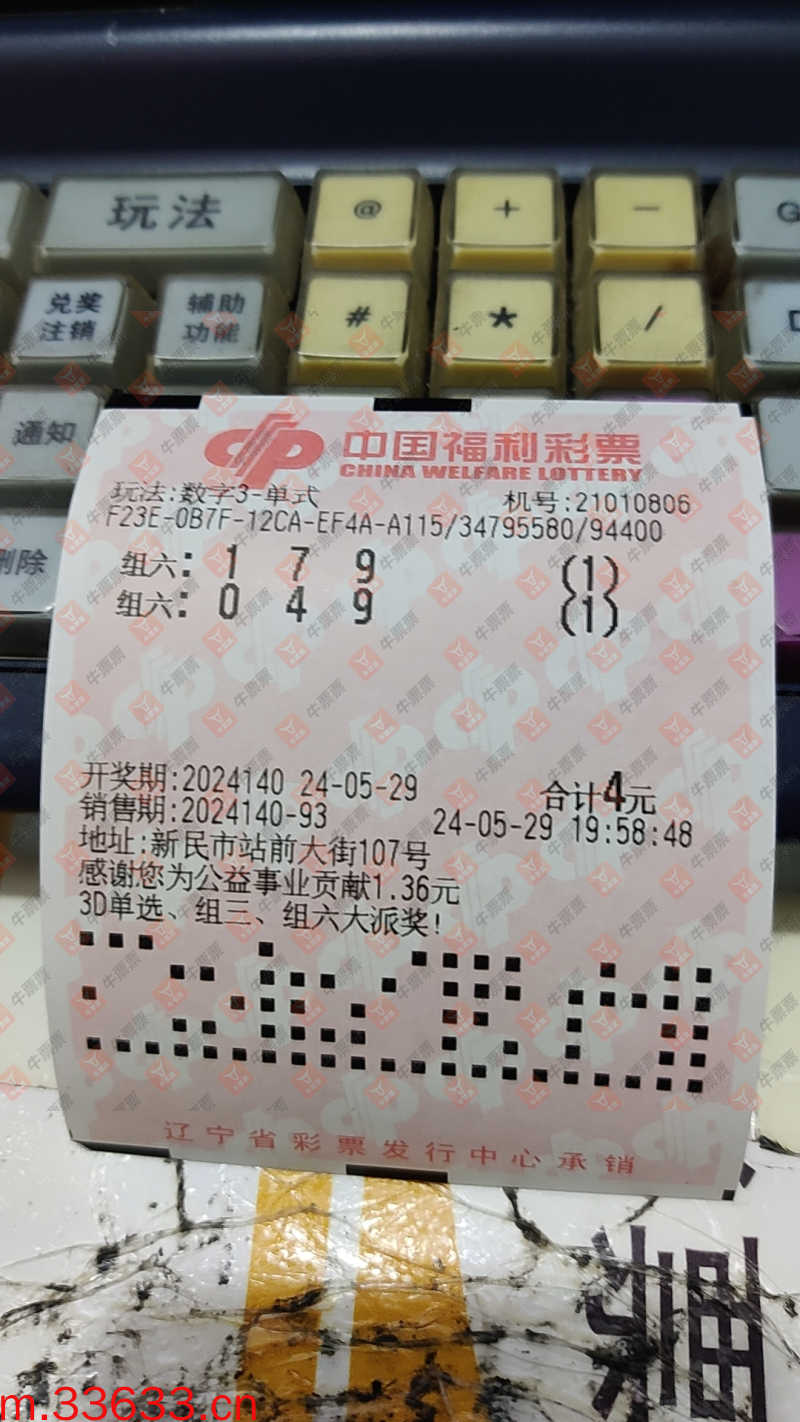 玩法
@
+
-
G
兑奖
注销
辅助
功能
#
*
/
通知
删除
中国福利彩票
CHINA WELFARE LOTTERY
玩法:数字3-单式 机号:21010806
F23E-0B7F-12CA-EF4A-A115/34795580/94400
组六: 1 7 9 (1)
组六: 0 4 9 (1)
开奖期:2024140 24-05-29 合计4元
销售期:2024140-93 24-05-29 19:58:48
地址:新民市站前大街107号
感谢您为公益事业贡献1.36元
3D单选、组三、组六大派奖!
辽宁省彩票发行中心承销
牛票票
m.33633.cn